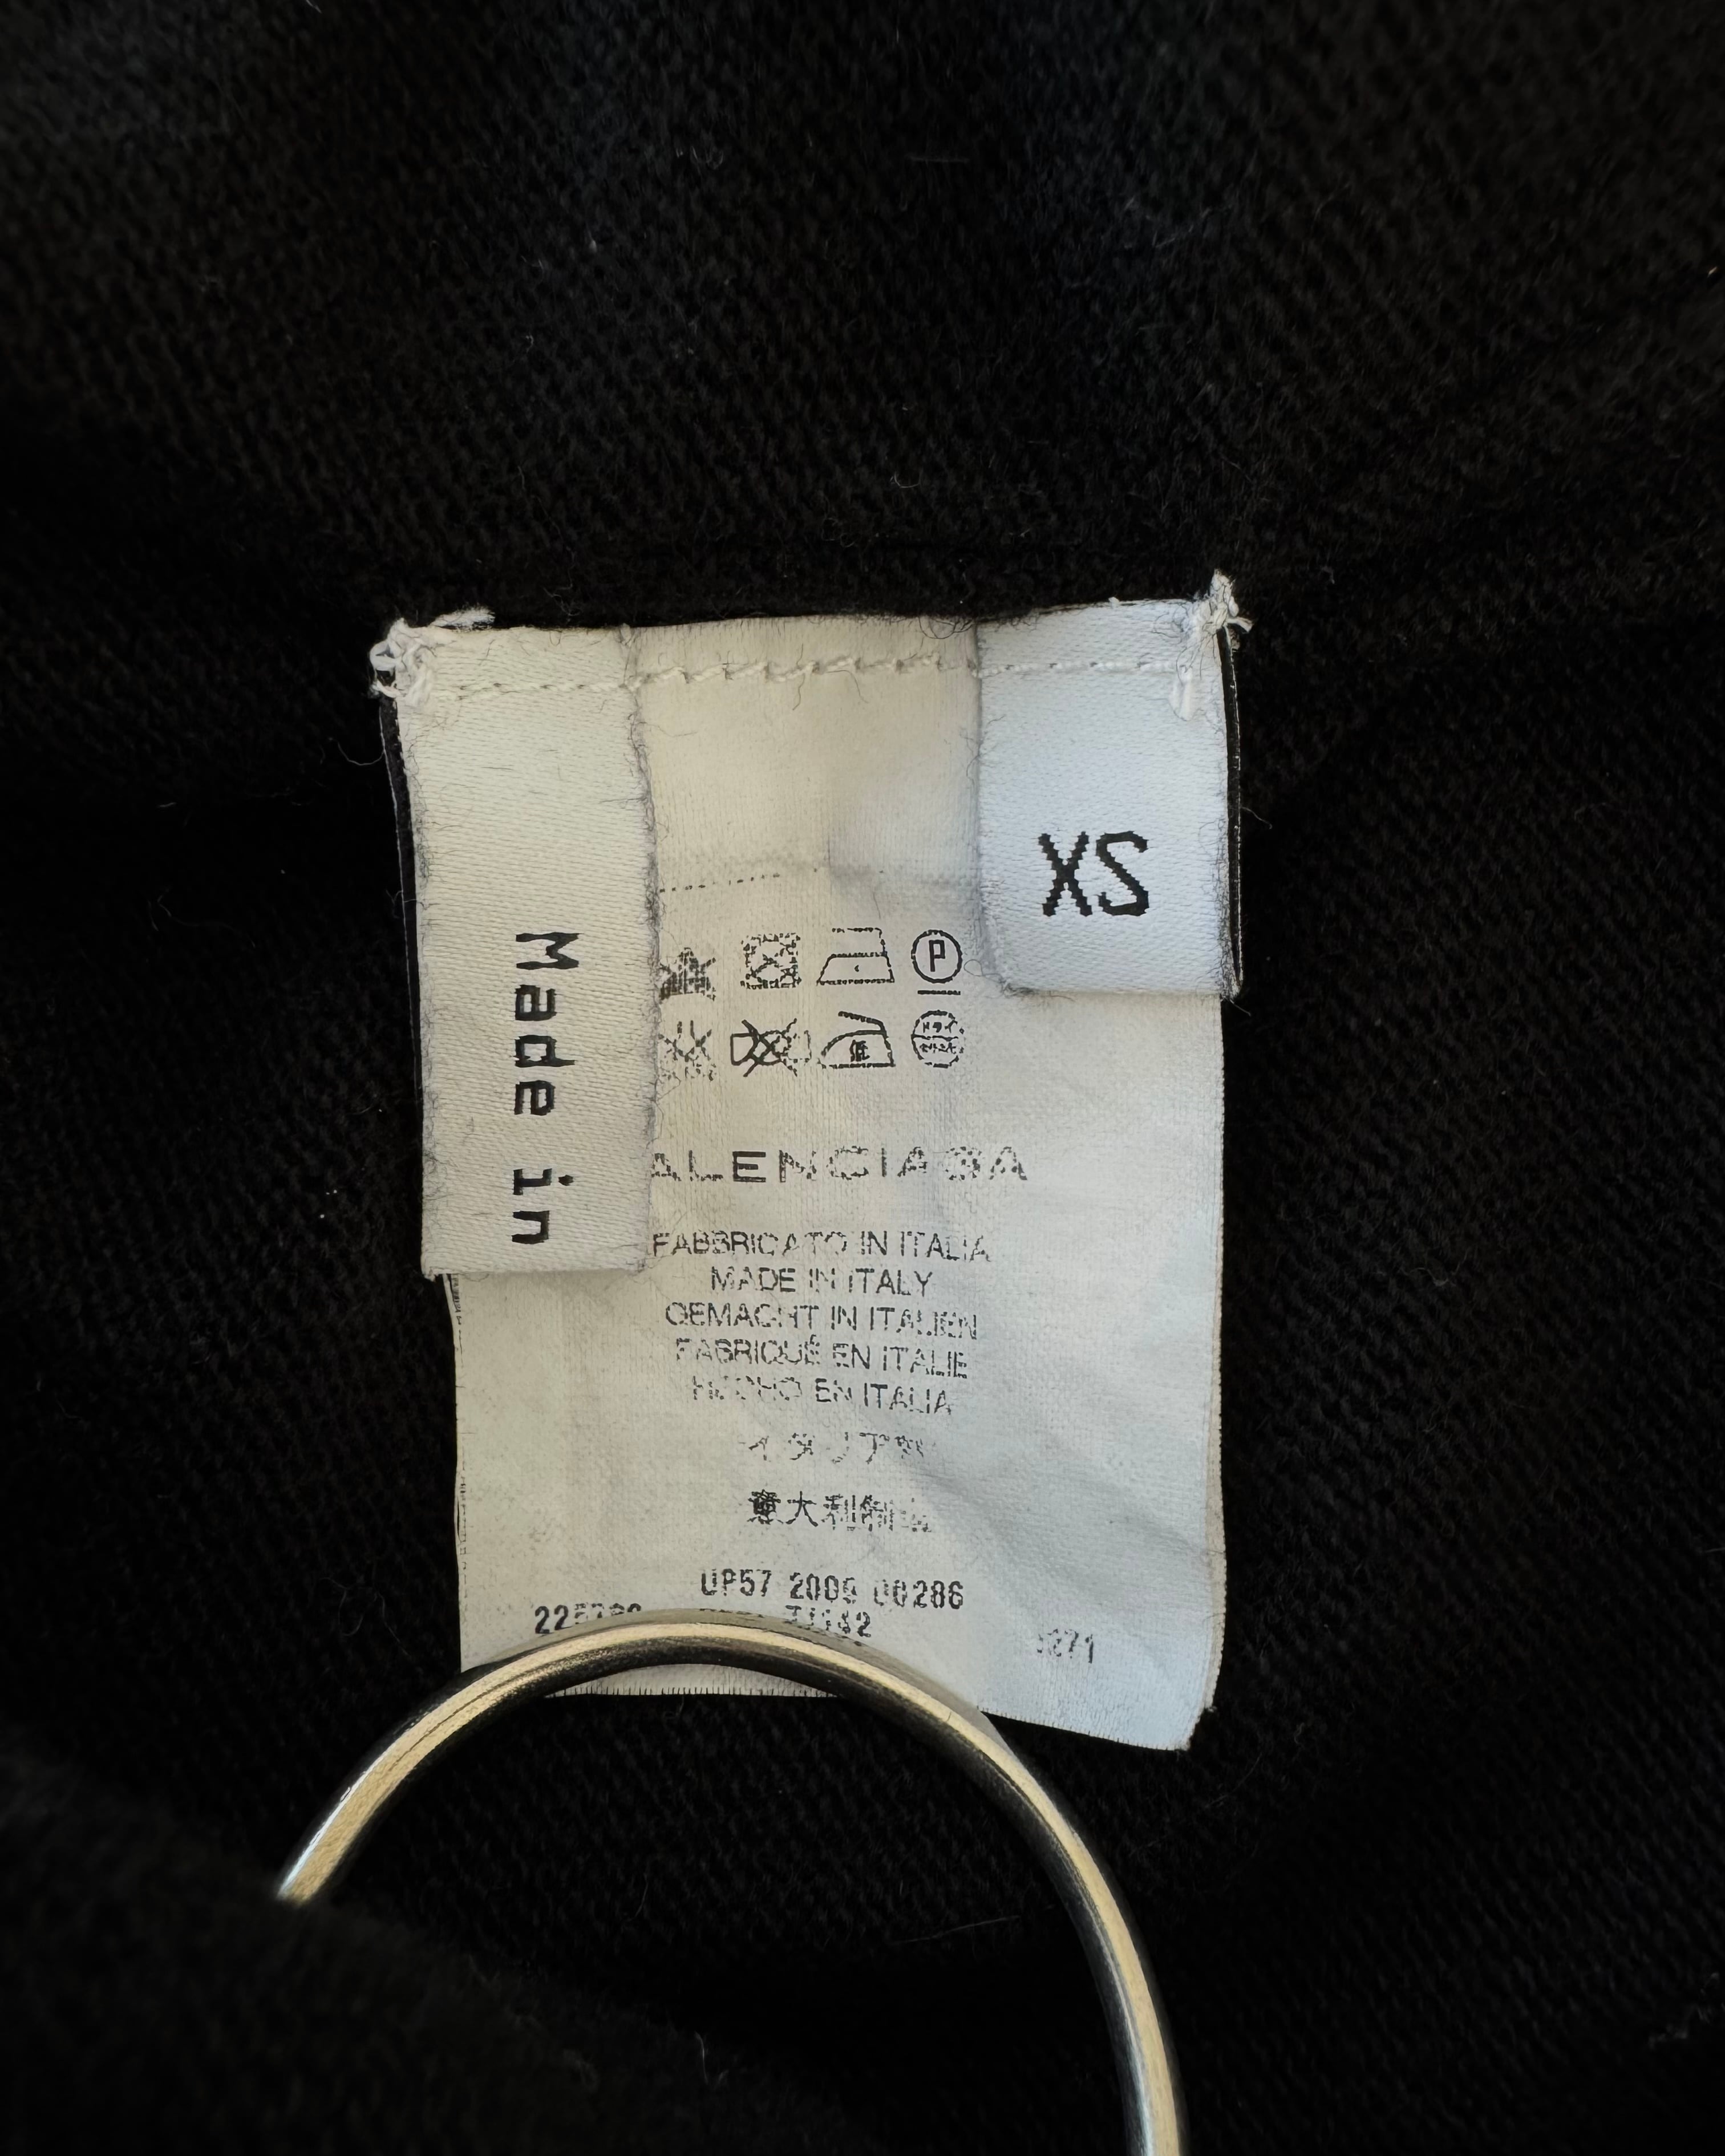 XS
Made in
P
ALENCIAGA
FABBRICATO IN ITALIA
MADE IN ITALY
GEMACHT IN ITALIEN
FABRIQUÉ EN ITALIE
HECHO EN ITALIA
イタリア製
意大利制造
UP57 2006 00286